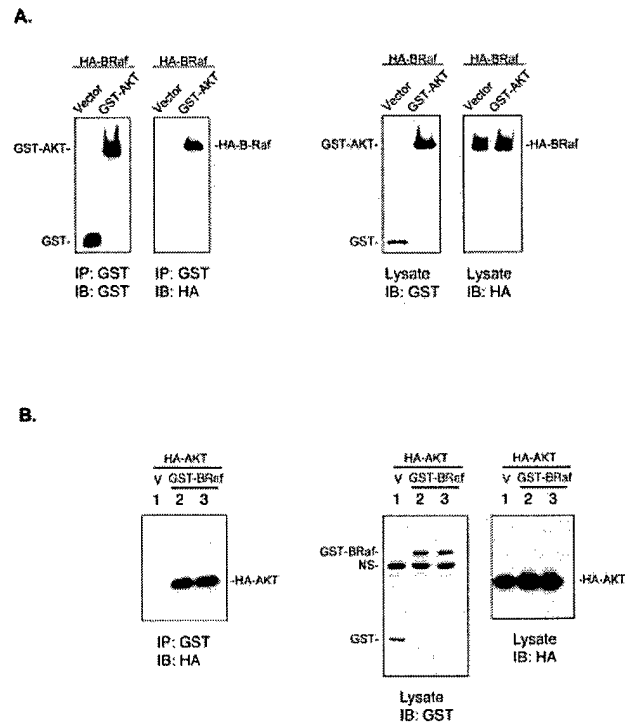 A.
HA-BRaf HA-BRaf
Vector GST-AKT Vector GST-AKT
GST-AKT- -HA-B-Raf
GST-
IP: GST IP: GST
IB: GST IB: HA
HA-BRaf HA-BRaf
Vector GST-AKT Vector GST-AKT
GST-AKT- -HA-BRaf
GST-
Lysate Lysate
IB: GST IB: HA
B.
HA-AKT
V GST-BRaf
1 2 3
-HA-AKT
IP: GST
IB: HA
HA-AKT HA-AKT
V GST-BRaf V GST-BRaf
1 2 3 1 2 3
GST-BRaf-
NS- -HA-AKT
GST-
Lysate
IB: GST
Lysate
IB: HA